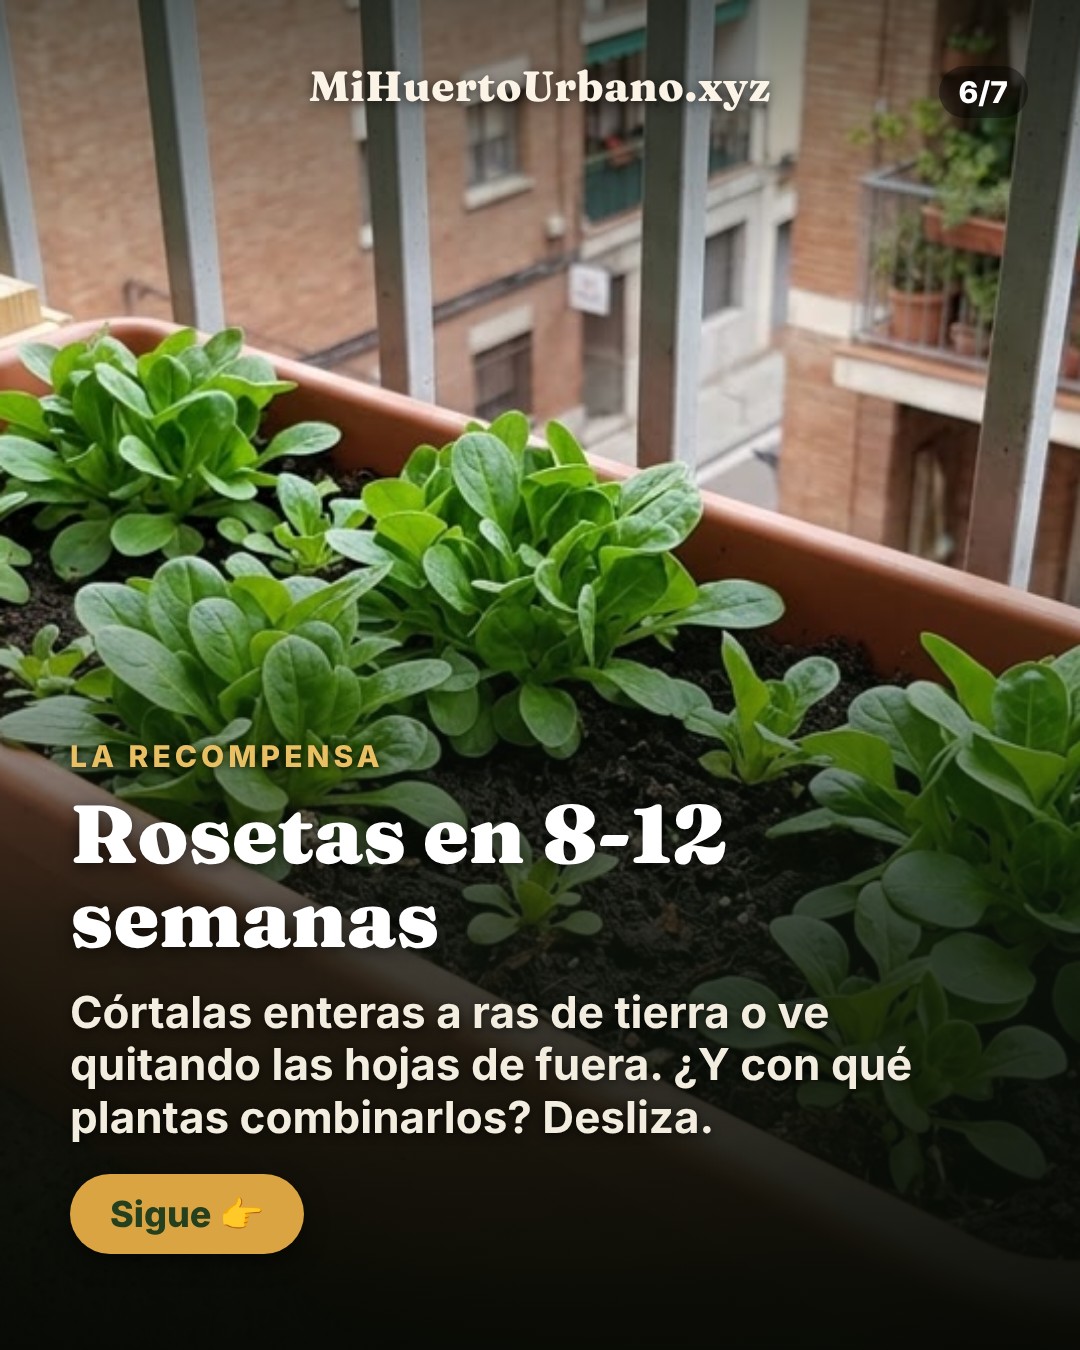 MiHuertoUrbano.xyz
6/7
LA RECOMPENSA
Rosetas en 8-12
semanas
Córtalas enteras a ras de tierra o ve
quitando las hojas de fuera. ¿Y con qué
plantas combinarlos? Desliza.
Sigue 👉